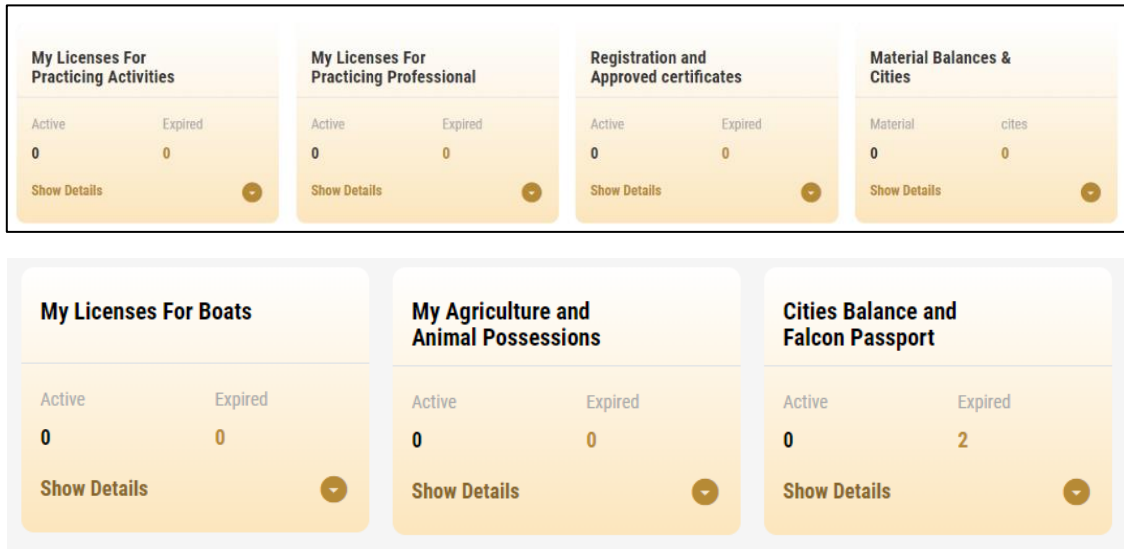 My Licenses For
Practicing Activities
Active Expired
0 0
Show Details
My Licenses For
Practicing Professional
Active Expired
0 0
Show Details
Registration and
Approved certificates
Active Expired
0 0
Show Details
Material Balances &
Cities
Material cites
0 0
Show Details
My Licenses For Boats
Active Expired
0 0
Show Details
My Agriculture and
Animal Possessions
Active Expired
0 0
Show Details
Cities Balance and
Falcon Passport
Active Expired
0 2
Show Details